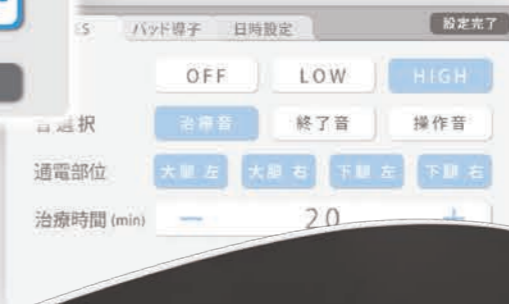 ES パッド導子 日時設定 設定完了
OFF LOW HIGH
音選択 治療音 終了音 操作音
通電部位 大腿 左 大腿 右 下腿 左 下腿 右
治療時間 (min) － 20 +